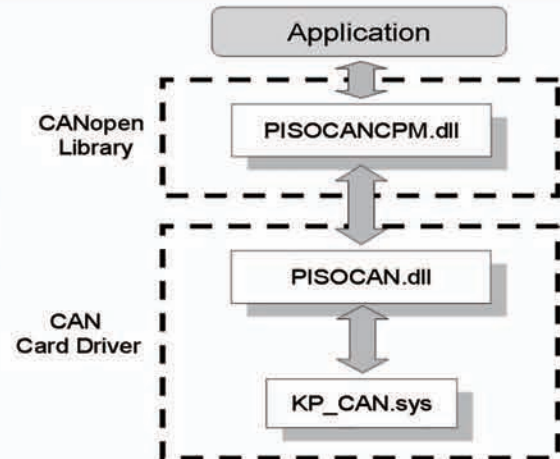 Application
CANopen
Library
PISOCANCPM.dll
PISOCAN.dll
CAN
Card Driver
KP_CAN.sys